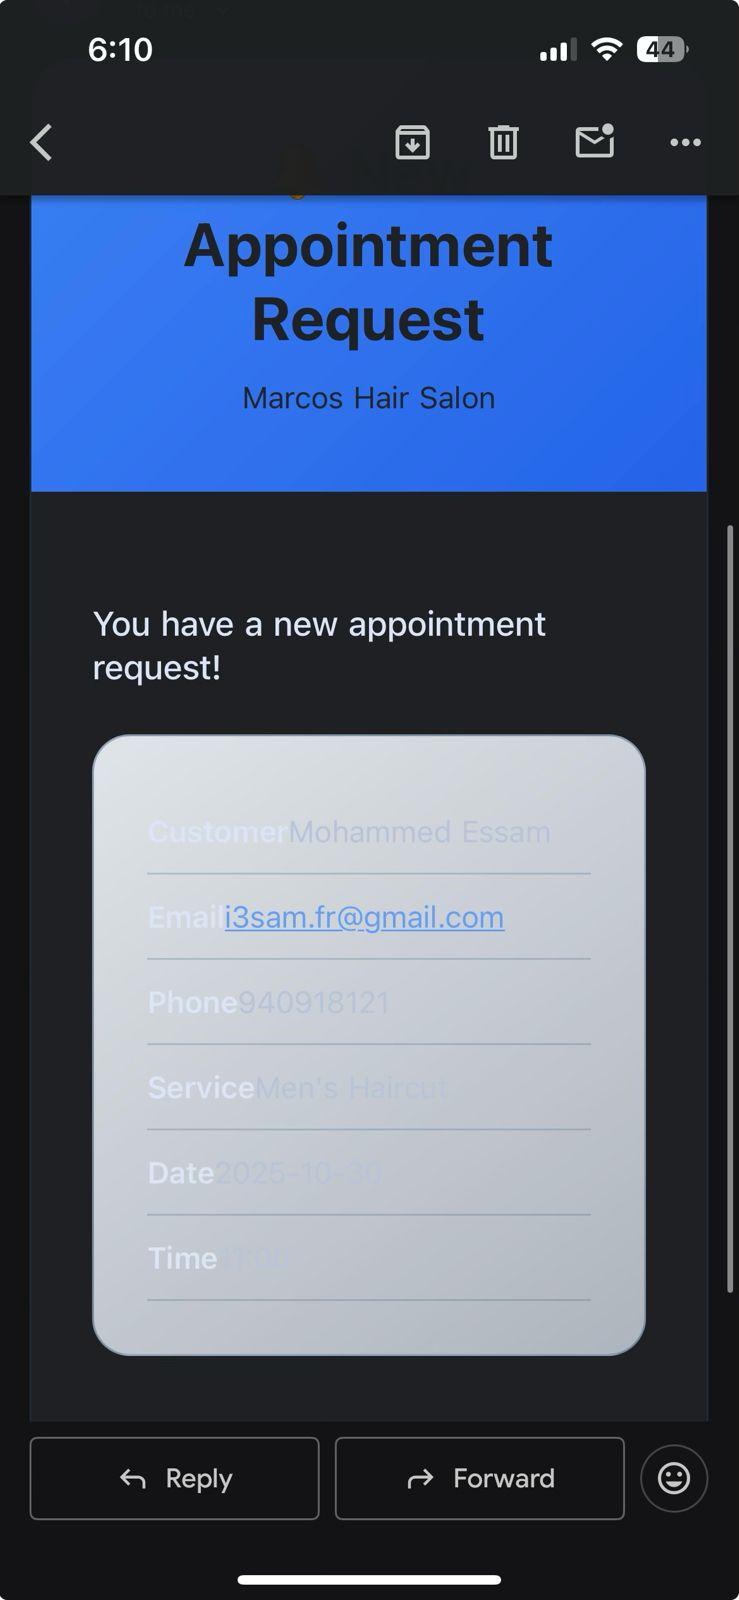 6:10
44
Appointment
Request
Marcos Hair Salon
You have a new appointment
request!
Customer Mohammed Essam
Email i3sam.fr@gmail.com
Phone 940918121
Service Men's Haircut
Date 2025-10-30
Time
Reply
Forward